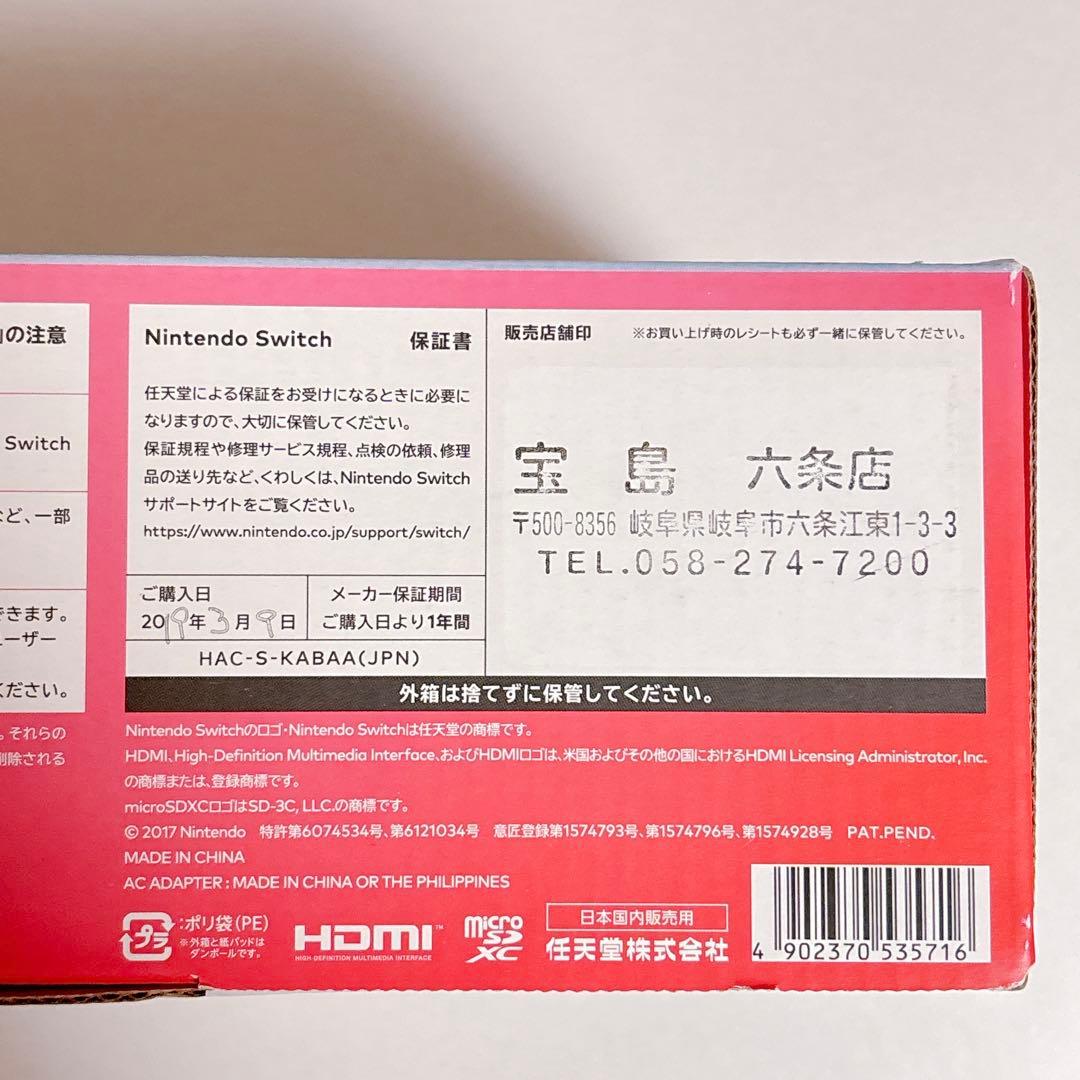 の注意
Switch
など、一部
できます。
ーザー
ください。
。それらの
削除される
Nintendo Switch 保証書
任天堂による保証をお受けになるときに必要に
なりますので、大切に保管してください。
保証規程や修理サービス規程、点検の依頼、修理
品の送り先など、くわしくは、Nintendo Switch
サポートサイトをご覧ください。
https://www.nintendo.co.jp/support/switch/
ご購入日
2019年3月9日
メーカー保証期間
ご購入日より1年間
HAC-S-KABAA(JPN)
販売店舗印 ※お買い上げ時のレシートも必ず一緒に保管してください。
宝島 六条店
〒500-8356 岐阜県岐阜市六条江東1-3-3
TEL.058-274-7200
外箱は捨てずに保管してください。
Nintendo Switchのロゴ・Nintendo Switchは任天堂の商標です。
HDMI、High-Definition Multimedia Interface、およびHDMIロゴは、米国およびその他の国におけるHDMI Licensing Administrator, Inc.
の商標または、登録商標です。
microSDXCロゴはSD-3C, LLC.の商標です。
© 2017 Nintendo 特許第6074534号、第6121034号 意匠登録第1574793号、第1574796号、第1574928号 PAT.PEND.
MADE IN CHINA
AC ADAPTER : MADE IN CHINA OR THE PHILIPPINES
プラ
:ポリ袋(PE)
※外箱と紙パッドは
ダンボールです。
HDMI™
HIGH-DEFINITION MULTIMEDIA INTERFACE
micro
SD
XC
日本国内販売用
任天堂株式会社
4 902370 535716